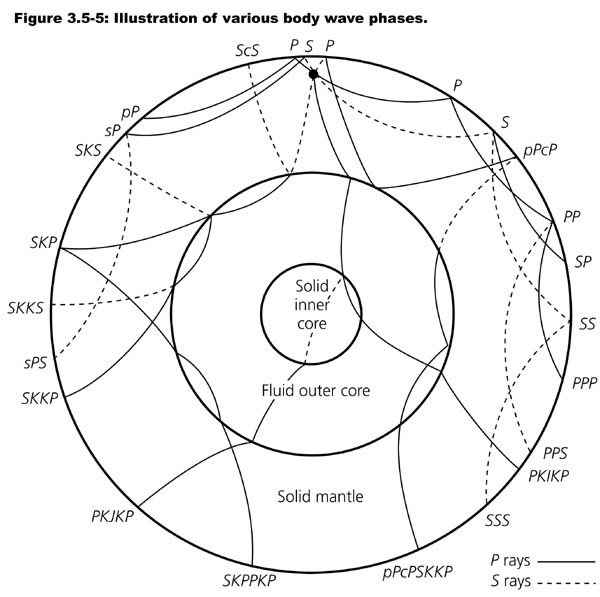 Figure 3.5-5: Illustration of various body wave phases.
ScS
P
S
P
P
pP
sP
S
SKS
pPcP
PP
SKP
SP
Solid
inner
core
SKKS
SS
sPS
Fluid outer core
PPP
SKKP
PPS
PKIKP
Solid mantle
PKJKP
SSS
SKPPKP
pPcPSKKP
P rays
S rays